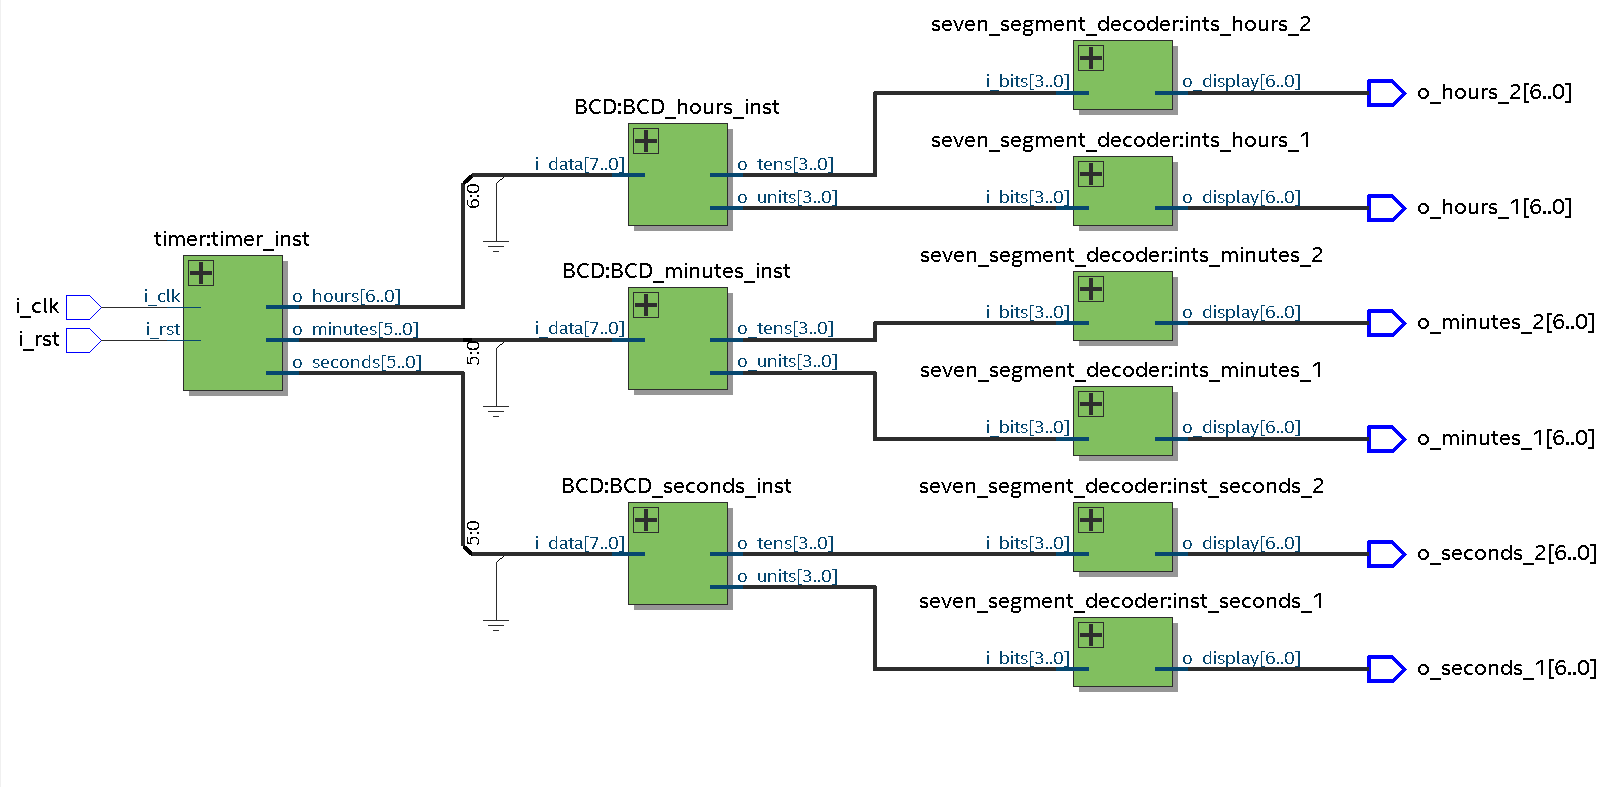 seven_segment_decoder:ints_hours_2
i_bits[3..0]
o_display[6..0]
o_hours_2[6..0]
BCD:BCD_hours_inst
i_data[7..0]
o_tens[3..0]
o_units[3..0]
6:0
seven_segment_decoder:ints_hours_1
i_bits[3..0]
o_display[6..0]
o_hours_1[6..0]
timer:timer_inst
i_clk
i_rst
i_clk
i_rst
o_hours[6..0]
o_minutes[5..0]
o_seconds[5..0]
BCD:BCD_minutes_inst
5:0
i_data[7..0]
o_tens[3..0]
o_units[3..0]
seven_segment_decoder:ints_minutes_2
i_bits[3..0]
o_display[6..0]
o_minutes_2[6..0]
seven_segment_decoder:ints_minutes_1
i_bits[3..0]
o_display[6..0]
o_minutes_1[6..0]
BCD:BCD_seconds_inst
5:0
i_data[7..0]
o_tens[3..0]
o_units[3..0]
seven_segment_decoder:inst_seconds_2
i_bits[3..0]
o_display[6..0]
o_seconds_2[6..0]
seven_segment_decoder:inst_seconds_1
i_bits[3..0]
o_display[6..0]
o_seconds_1[6..0]